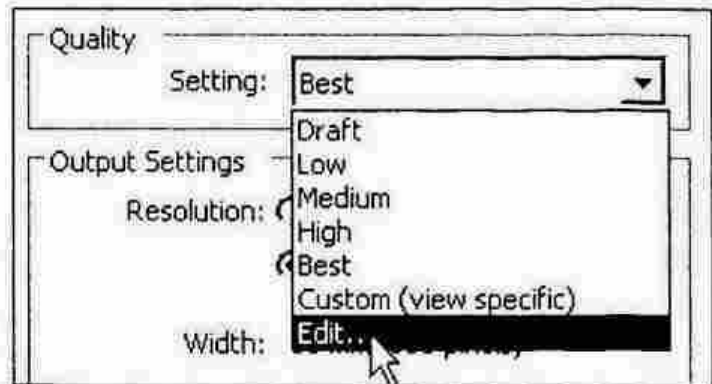 Quality
Setting: Best
Draft
Output Settings
Low
Resolution:
Medium
High
Best
Custom (view specific)
Width:
Edit...